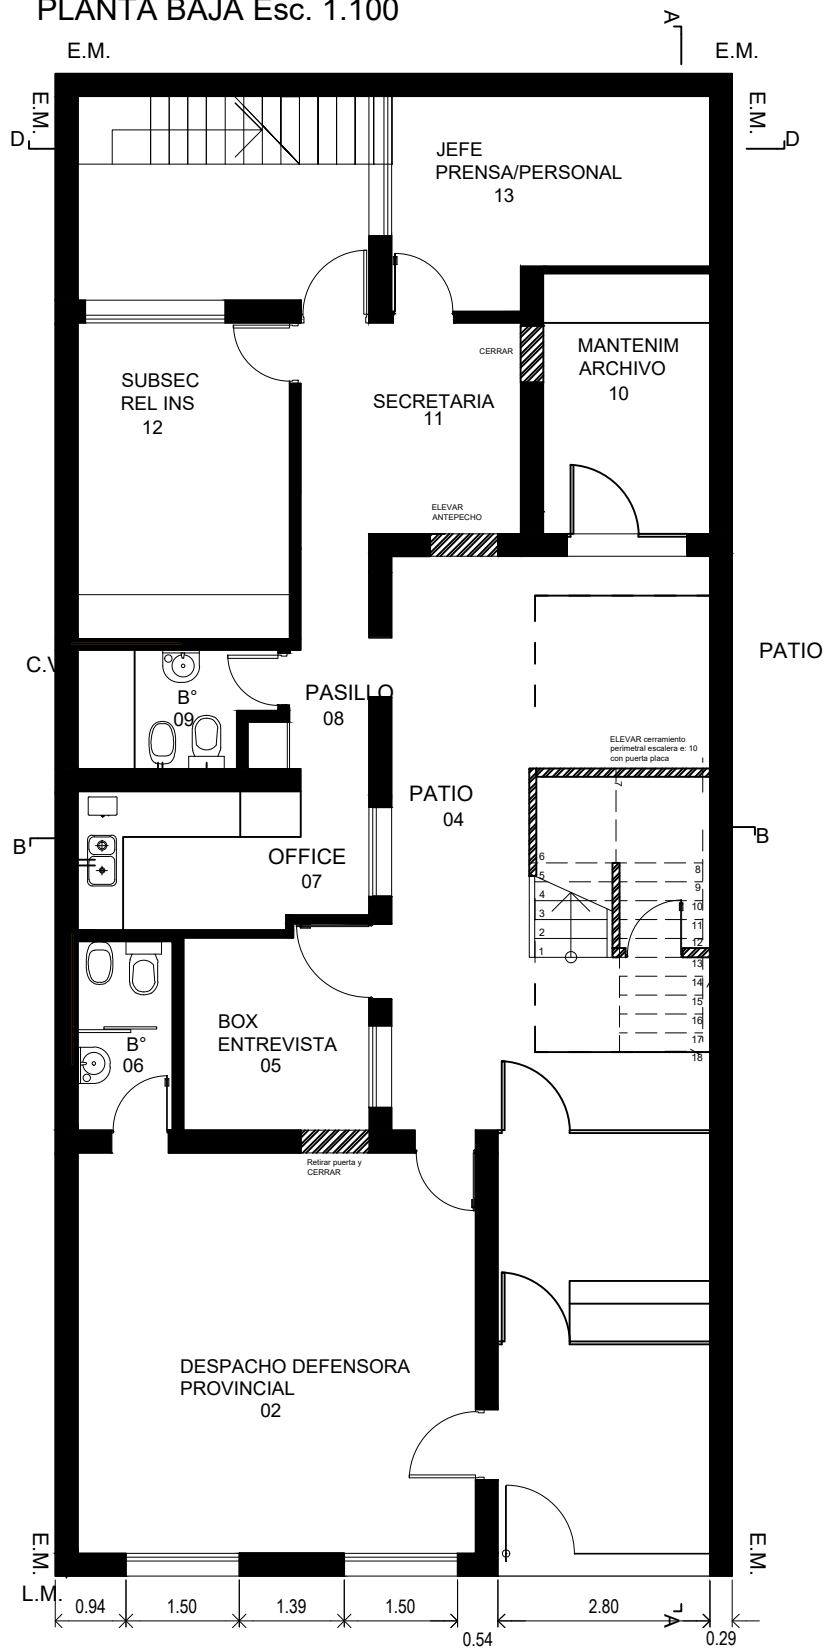 PLANTA BAJA Esc. 1.100
A
E.M.
E.M.
E.M.
E.M.
D
D
JEFE
PRENSA/PERSONAL
13
CERRAR
MANTENIM
ARCHIVO
10
SUBSEC
REL INS
12
SECRETARIA
11
ELEVAR
ANTEPECHO
C.V
PATIO
B°
09
PASILLO
08
ELEVAR cerramiento
perimetral escalera e: 10
con puerta placa
PATIO
04
7
B
B
OFFICE
07
6
5
4
3
2
1
8
9
10
11
12
13
14
15
16
17
18
BOX
ENTREVISTA
05
B°
06
Retirar puerta y
CERRAR
DESPACHO DEFENSORA
PROVINCIAL
02
E.M.
E.M.
L.M.
0.94
1.50
1.39
1.50
0.54
2.80
A
0.29